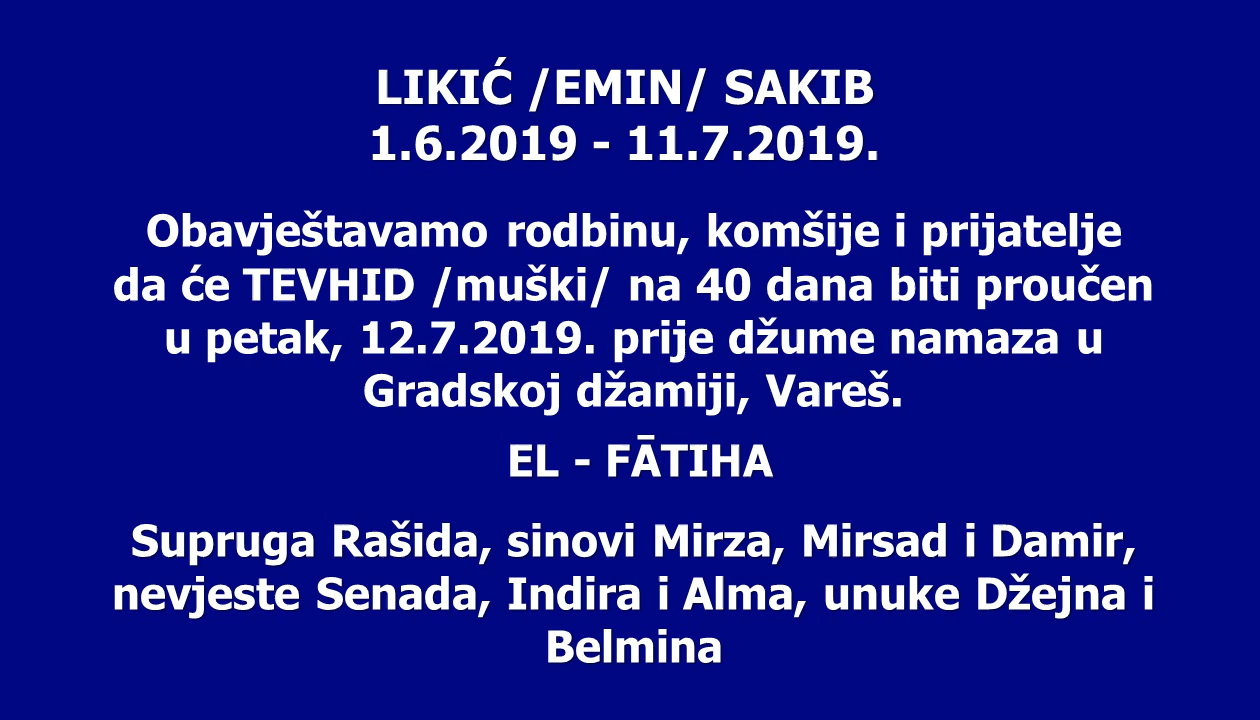 LIKIĆ /EMIN/ SAKIB
1.6.2019 - 11.7.2019.
Obavještavamo rodbinu, komšije i prijatelje
da će TEVHID /muški/ na 40 dana biti proučen
u petak, 12.7.2019. prije džume namaza u
Gradskoj džamiji, Vareš.
EL - FĀTIHA
Supruga Rašida, sinovi Mirza, Mirsad i Damir,
nevjeste Senada, Indira i Alma, unuke Džejna i
Belmina